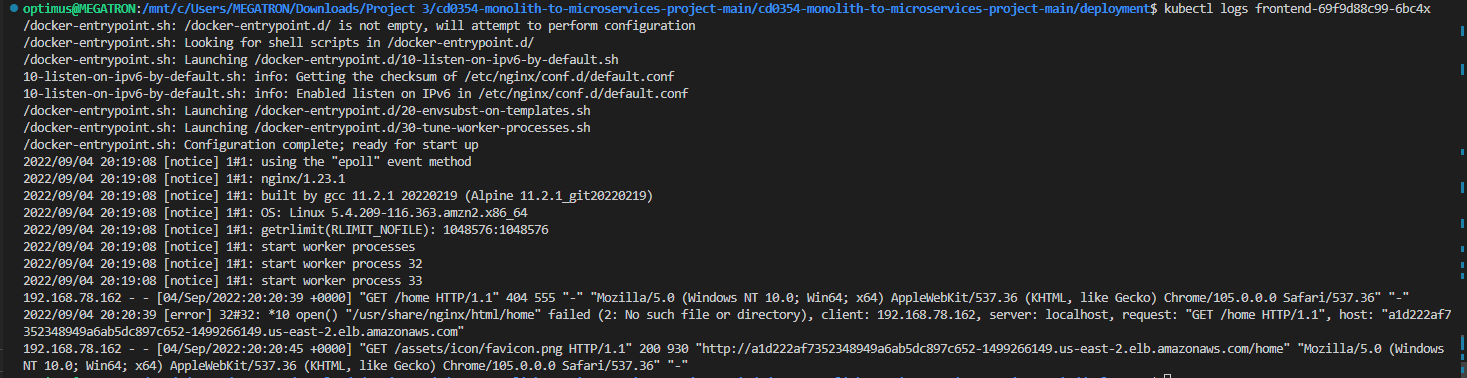 optimus@MEGATRON:/mnt/c/Users/MEGATRON/Downloads/Project 3/cd0354-monolith-to-microservices-project-main/cd0354-monolith-to-microservices-project-main/deployment$ kubectl logs frontend-69f9d88c99-6bc4x
/docker-entrypoint.sh: /docker-entrypoint.d/ is not empty, will attempt to perform configuration
/docker-entrypoint.sh: Looking for shell scripts in /docker-entrypoint.d/
/docker-entrypoint.sh: Launching /docker-entrypoint.d/10-listen-on-ipv6-by-default.sh
10-listen-on-ipv6-by-default.sh: info: Getting the checksum of /etc/nginx/conf.d/default.conf
10-listen-on-ipv6-by-default.sh: info: Enabled listen on IPv6 in /etc/nginx/conf.d/default.conf
/docker-entrypoint.sh: Launching /docker-entrypoint.d/20-envsubst-on-templates.sh
/docker-entrypoint.sh: Launching /docker-entrypoint.d/30-tune-worker-processes.sh
/docker-entrypoint.sh: Configuration complete; ready for start up
2022/09/04 20:19:08 [notice] 1#1: using the "epoll" event method
2022/09/04 20:19:08 [notice] 1#1: nginx/1.23.1
2022/09/04 20:19:08 [notice] 1#1: built by gcc 11.2.1 20220219 (Alpine 11.2.1_git20220219)
2022/09/04 20:19:08 [notice] 1#1: OS: Linux 5.4.209-116.363.amzn2.x86_64
2022/09/04 20:19:08 [notice] 1#1: getrlimit(RLIMIT_NOFILE): 1048576:1048576
2022/09/04 20:19:08 [notice] 1#1: start worker processes
2022/09/04 20:19:08 [notice] 1#1: start worker process 32
2022/09/04 20:19:08 [notice] 1#1: start worker process 33
192.168.78.162 - - [04/Sep/2022:20:20:39 +0000] "GET /home HTTP/1.1" 404 555 "-" "Mozilla/5.0 (Windows NT 10.0; Win64; x64) AppleWebKit/537.36 (KHTML, like Gecko) Chrome/105.0.0.0 Safari/537.36" "-"
2022/09/04 20:20:39 [error] 32#32: *10 open() "/usr/share/nginx/html/home" failed (2: No such file or directory), client: 192.168.78.162, server: localhost, request: "GET /home HTTP/1.1", host: "a1d222af7
352348949a6ab5dc897c652-1499266149.us-east-2.elb.amazonaws.com"
192.168.78.162 - - [04/Sep/2022:20:20:45 +0000] "GET /assets/icon/favicon.png HTTP/1.1" 200 930 "http://a1d222af7352348949a6ab5dc897c652-1499266149.us-east-2.elb.amazonaws.com/home" "Mozilla/5.0 (Windows
NT 10.0; Win64; x64) AppleWebKit/537.36 (KHTML, like Gecko) Chrome/105.0.0.0 Safari/537.36" "-"